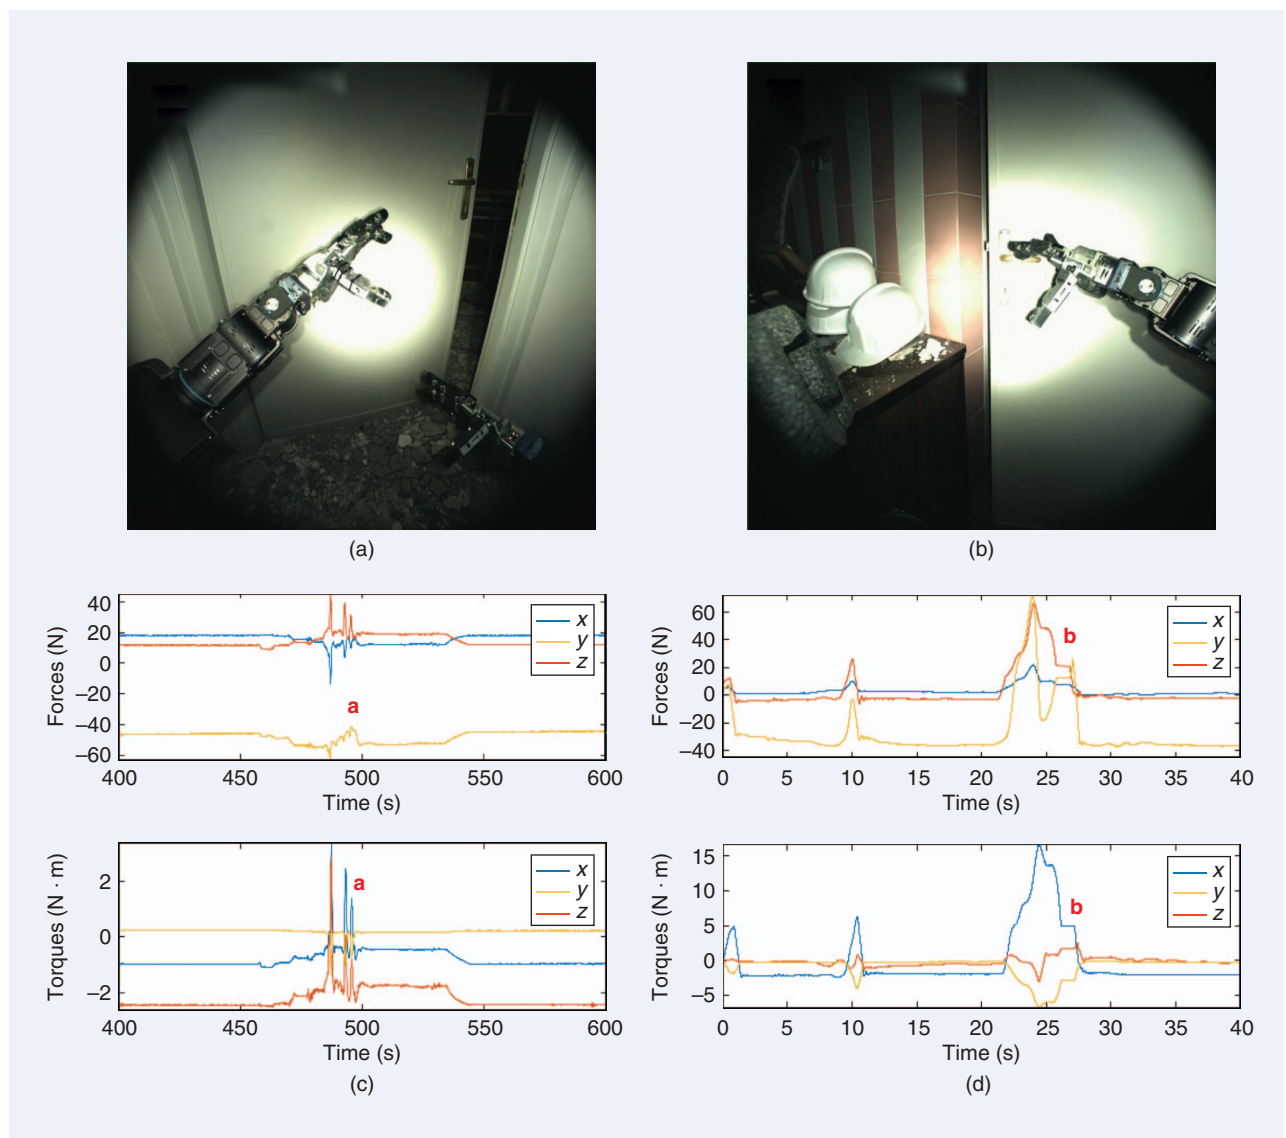 (a)
(b)
Forces (N)
40
20
0
–20
–40
–60
x
y
z
a
400
450
500
550
600
Time (s)
Forces (N)
60
40
20
0
–20
–40
x
y
z
b
0
5
10
15
20
25
30
35
40
Time (s)
Torques (N · m)
2
0
–2
x
y
z
a
400
450
500
550
600
Time (s)
(c)
Torques (N · m)
15
10
5
0
–5
x
y
z
b
0
5
10
15
20
25
30
35
40
Time (s)
(d)